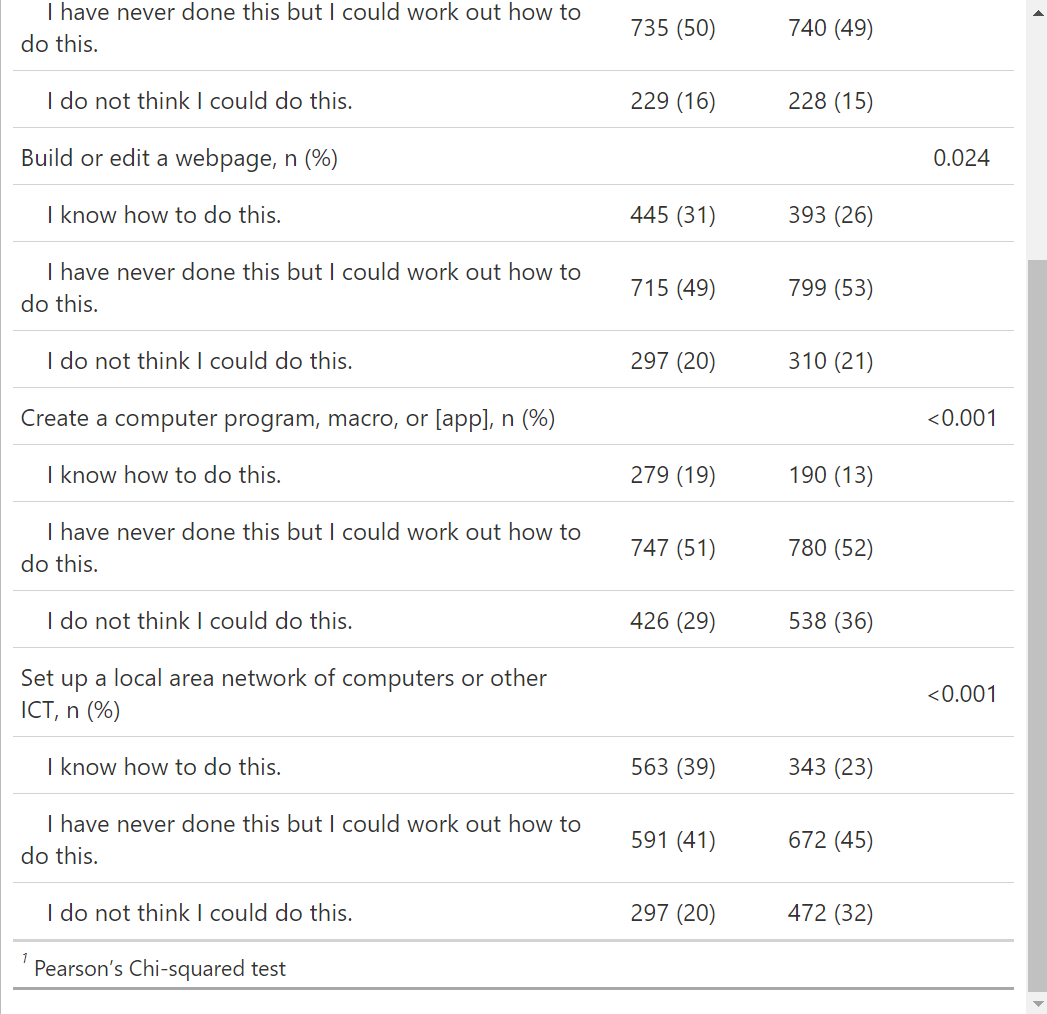 I have never done this but I could work out how to
do this. 735 (50) 740 (49)
I do not think I could do this. 229 (16) 228 (15)
Build or edit a webpage, n (%) 0.024
I know how to do this. 445 (31) 393 (26)
I have never done this but I could work out how to
do this. 715 (49) 799 (53)
I do not think I could do this. 297 (20) 310 (21)
Create a computer program, macro, or [app], n (%) <0.001
I know how to do this. 279 (19) 190 (13)
I have never done this but I could work out how to
do this. 747 (51) 780 (52)
I do not think I could do this. 426 (29) 538 (36)
Set up a local area network of computers or other
ICT, n (%) <0.001
I know how to do this. 563 (39) 343 (23)
I have never done this but I could work out how to
do this. 591 (41) 672 (45)
I do not think I could do this. 297 (20) 472 (32)
1 Pearson’s Chi-squared test